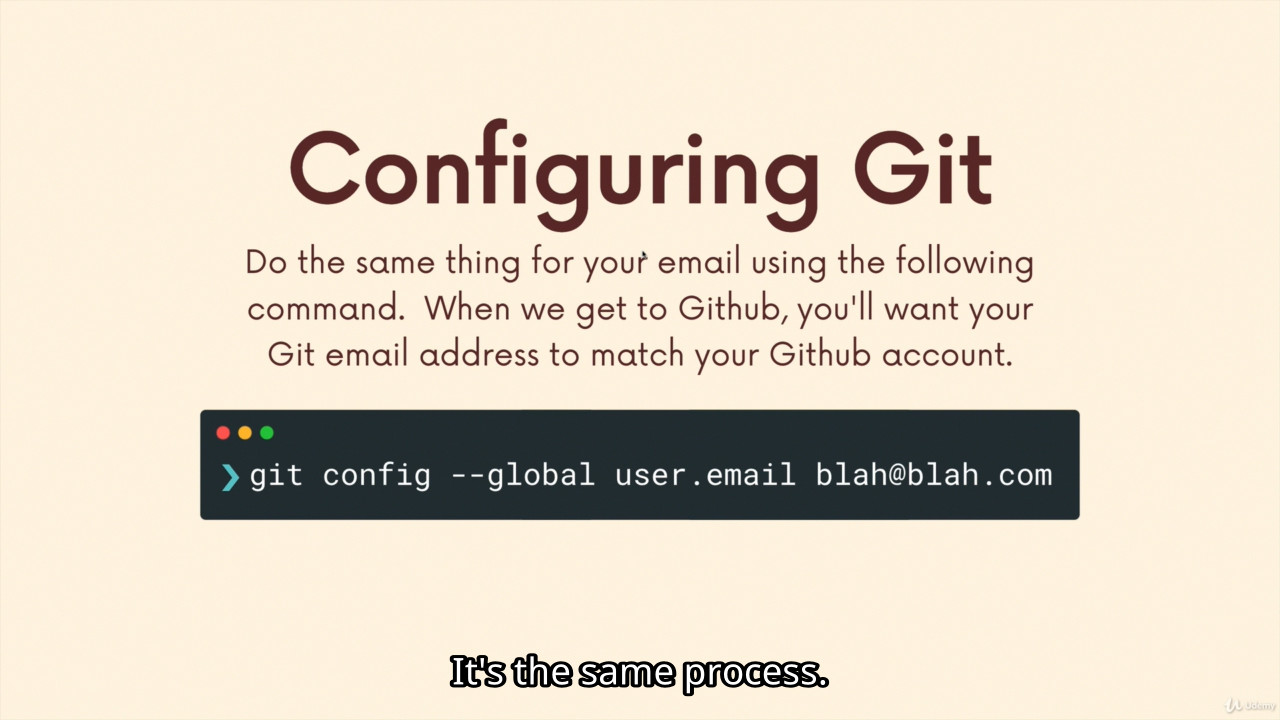 Configuring Git
Do the same thing for your email using the following
command.  When we get to Github, you'll want your
Git email address to match your Github account.
❯ git config --global user.email blah@blah.com
It's the same process.
Udemy